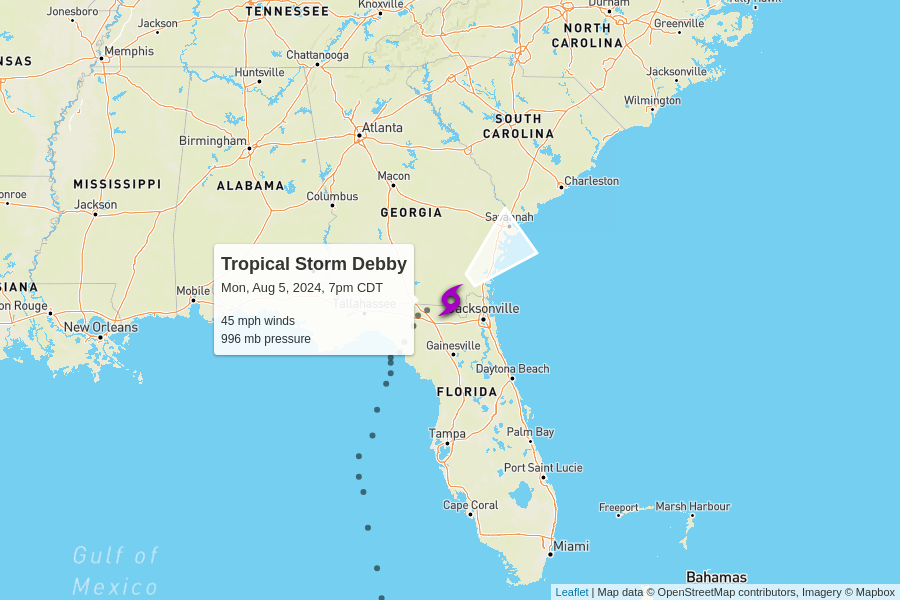 Jonesboro
TENNESSEE
Knoxville
Durham
Jackson
NORTH
CAROLINA
Greenville
NSAS
Memphis
Chattanooga
Huntsville
Jacksonville
Wilmington
SOUTH
CAROLINA
Atlanta
Birmingham
MISSISSIPPI
ALABAMA
Macon
Charleston
onroe
Jackson
Columbus
GEORGIA
Savannah
Tropical Storm Debby
Mon, Aug 5, 2024, 7pm CDT
45 mph winds
996 mb pressure
SIANA
Mobile
Tallahassee
Jacksonville
on Rouge
New Orleans
Gainesville
Daytona Beach
FLORIDA
Tampa
Palm Bay
Port Saint Lucie
Cape Coral
Freeport
Marsh Harbour
Miami
Gulf of
Mexico
Bahamas
Leaflet | Map data © OpenStreetMap contributors, Imagery © Mapbox